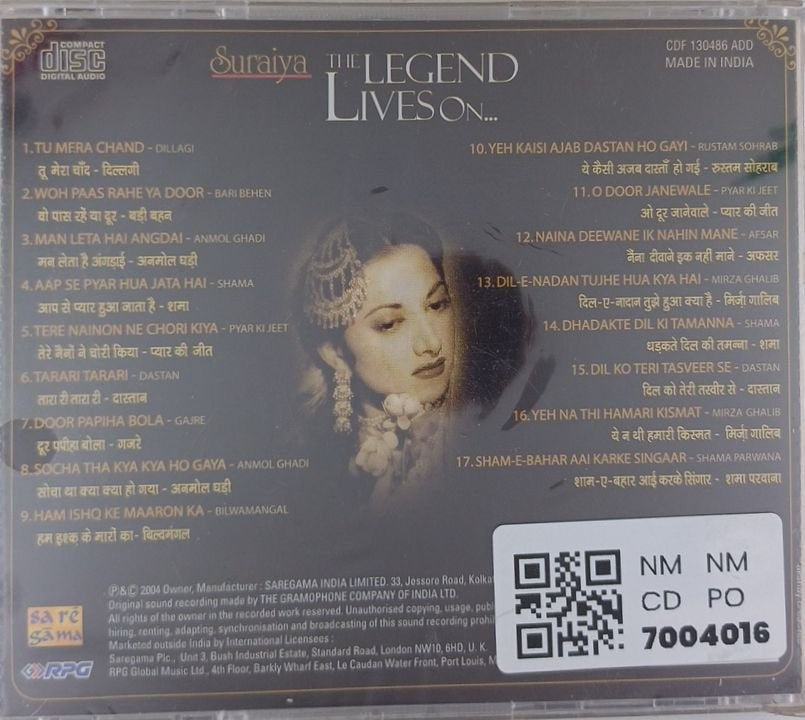 COMPACT
disc
DIGITAL AUDIO
Suraiya THE LEGEND
LIVES ON...
CDF 130486 ADD
MADE IN INDIA
1. TU MERA CHAND - DILLAGI
तू मेरा चाँद - दिल्लगी
2. WOH PAAS RAHE YA DOOR - BARI BEHEN
वो पास रहें या दूर - बड़ी बहन
3. MAN LETA HAI ANGDAI - ANMOL GHADI
मन लेता है अंगड़ाई - अनमोल घड़ी
4. AAP SE PYAR HUA JATA HAI - SHAMA
आप से प्यार हुआ जाता है - शमा
5. TERE NAINON NE CHORI KIYA - PYAR KI JEET
तेरे नैनों ने चोरी किया - प्यार की जीत
6. TARARI TARARI - DASTAN
तारा री तारा री - दास्तान
7. DOOR PAPIHA BOLA - GAJRE
दूर पपीहा बोला - गजरे
8. SOCHA THA KYA KYA HO GAYA - ANMOL GHADI
सोचा था क्या क्या हो गया - अनमोल घड़ी
9. HAM ISHQ KE MAARON KA - BILWAMANGAL
हम इश्क़ के मारों का - बिल्वमंगल
10. YEH KAISI AJAB DASTAN HO GAYI - RUSTAM SOHRAB
ये कैसी अजब दास्ताँ हो गई - रुस्तम सोहराब
11. O DOOR JANEWALE - PYAR KI JEET
ओ दूर जानेवाले - प्यार की जीत
12. NAINA DEEWANE IK NAHIN MANE - AFSAR
नैना दीवाने इक नहीं माने - अफसर
13. DIL-E-NADAN TUJHE HUA KYA HAI - MIRZA GHALIB
दिल-ए-नादान तुझे हुआ क्या है - मिर्ज़ा गालिब
14. DHADAKTE DIL KI TAMANNA - SHAMA
धड़कते दिल की तमन्ना - शमा
15. DIL KO TERI TASVEER SE - DASTAN
दिल को तेरी तस्वीर से - दास्तान
16. YEH NA THI HAMARI KISMAT - MIRZA GHALIB
ये न थी हमारी किस्मत - मिर्ज़ा गालिब
17. SHAM-E-BAHAR AAI KARKE SINGAAR - SHAMA PARWANA
शाम-ए-बहार आई करके सिंगार - शमा परवाना
℗&© 2004 Owner, Manufacturer : SAREGAMA INDIA LIMITED. 33, Jessore Road,
Original sound recording made by THE GRAMOPHONE COMPANY OF INDIA LTD.
All rights of the owner in the recorded work reserved. Unauthorised copying, usage,
hiring, renting, adapting, synchronisation and broadcasting of this sound recording
Marketed outside India by International Licensees :
Saregama Plc., Unit 3, Bush Industrial Estate, Standard Road, London NW10, 6HD, U. K.
RPG Global Music Ltd., 4th Floor, Barkly Wharf East, Le Caudan Water Front, Port Louis,
sa rē
gama
RPG
NM NM
CD PO
7004016